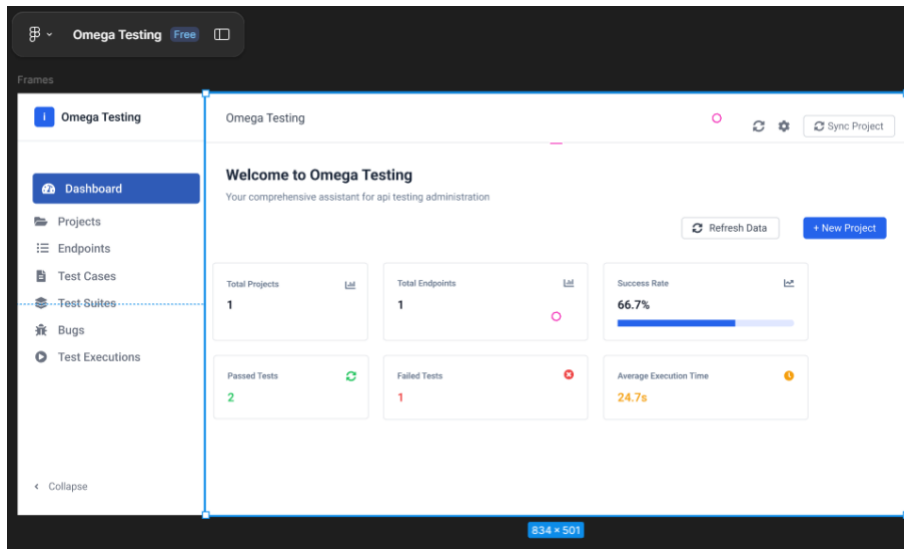 Omega Testing Free
Frames
i Omega Testing
Omega Testing
Sync Project
Welcome to Omega Testing
Your comprehensive assistant for api testing administration
Refresh Data
+ New Project
Dashboard
Projects
Endpoints
Test Cases
Test Suites
Bugs
Test Executions
Collapse
Total Projects
1
Total Endpoints
1
Success Rate
66.7%
Passed Tests
2
Failed Tests
1
Average Execution Time
24.7s
834 × 501